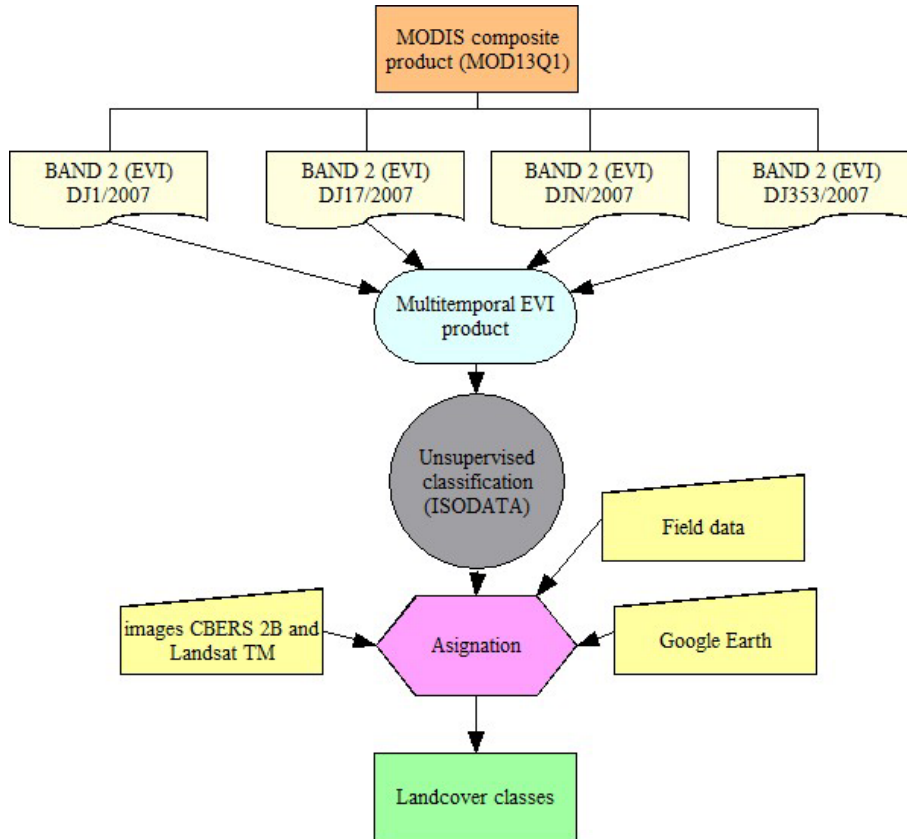 MODIS composite
product (MOD13Q1)
BAND 2 (EVI)
DJ1/2007
BAND 2 (EVI)
DJ17/2007
BAND 2 (EVI)
DJN/2007
BAND 2 (EVI)
DJ353/2007
Multitemporal EVI
product
Unsupervised
classification
(ISODATA)
Field data
images CBERS 2B and
Landsat TM
Asignation
Google Earth
Landcover classes